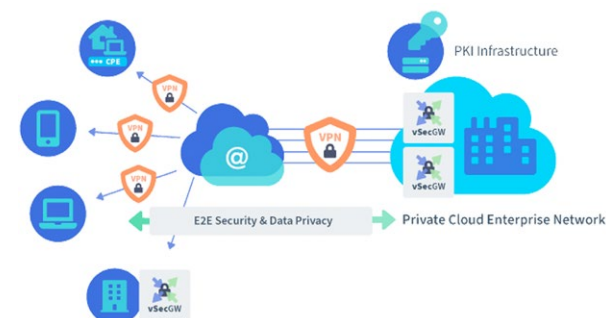 CPE
VPN
PKI Infrastructure
VPN
vSecGW
VPN
@
vSecGW
VPN
E2E Security & Data Privacy
Private Cloud Enterprise Network
vSecGW